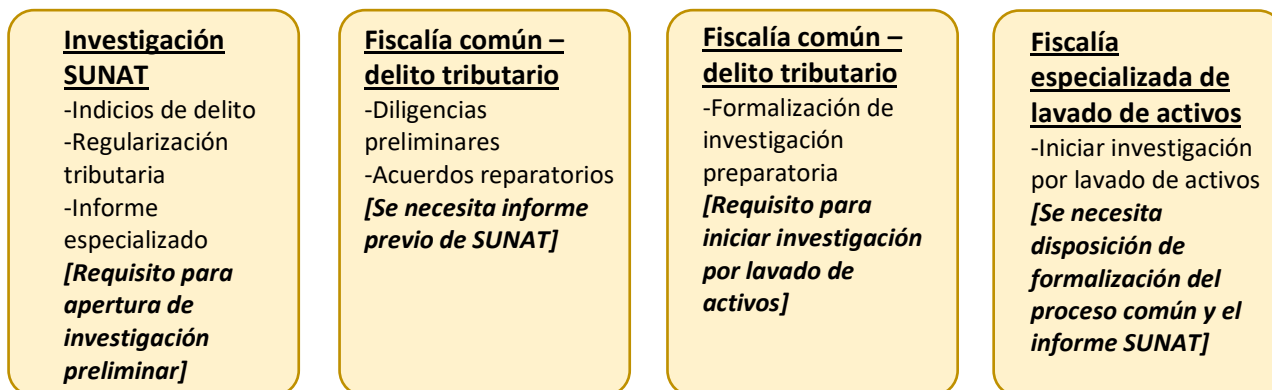 Investigación
SUNAT
-Indicios de delito
-Regularización
tributaria
-Informe
especializado
[Requisito para
apertura de
investigación
preliminar]
Fiscalía común –
delito tributario
-Diligencias
preliminares
-Acuerdos reparatorios
[Se necesita informe
previo de SUNAT]
Fiscalía común –
delito tributario
-Formalización de
investigación
preparatoria
[Requisito para
iniciar investigación
por lavado de
activos]
Fiscalía
especializada de
lavado de activos
-Iniciar investigación
por lavado de activos
[Se necesita
disposición de
formalización del
proceso común y el
informe SUNAT]